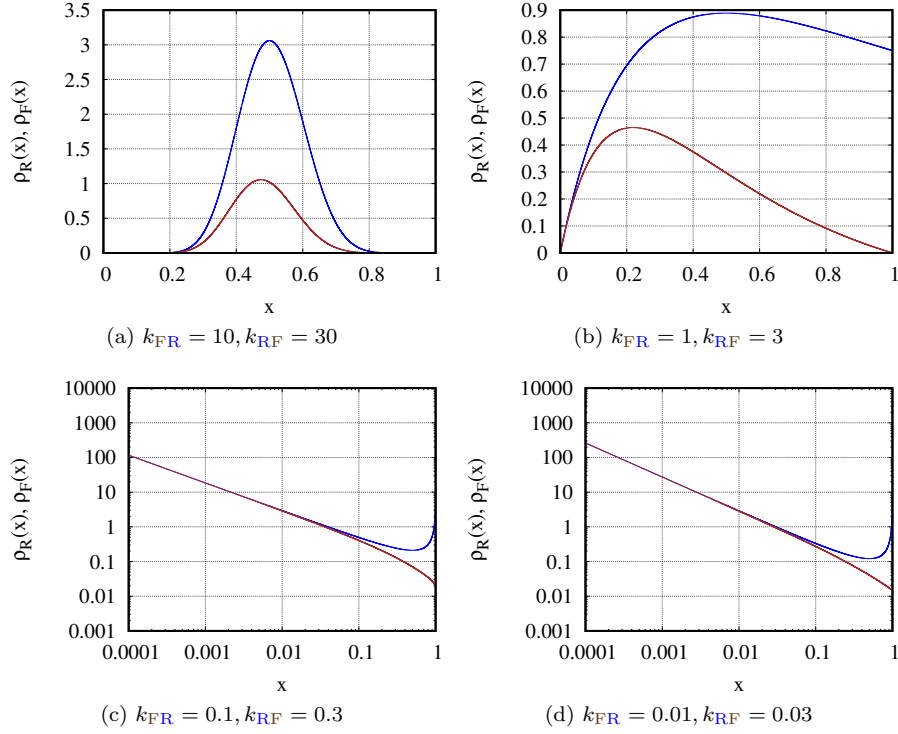 3.5
3
2.5
2
1.5
1
0.5
0
0 0.2 0.4 0.6 0.8 1
ρR(x), ρF(x)
x
(a) kFR = 10, kRF = 30
0.9
0.8
0.7
0.6
0.5
0.4
0.3
0.2
0.1
0
0 0.2 0.4 0.6 0.8 1
ρR(x), ρF(x)
x
(b) kFR = 1, kRF = 3
10000
1000
100
10
1
0.1
0.01
0.001
0.0001 0.001 0.01 0.1 1
ρR(x), ρF(x)
x
(c) kFR = 0.1, kRF = 0.3
10000
1000
100
10
1
0.1
0.01
0.001
0.0001 0.001 0.01 0.1 1
ρR(x), ρF(x)
x
(d) kFR = 0.01, kRF = 0.03